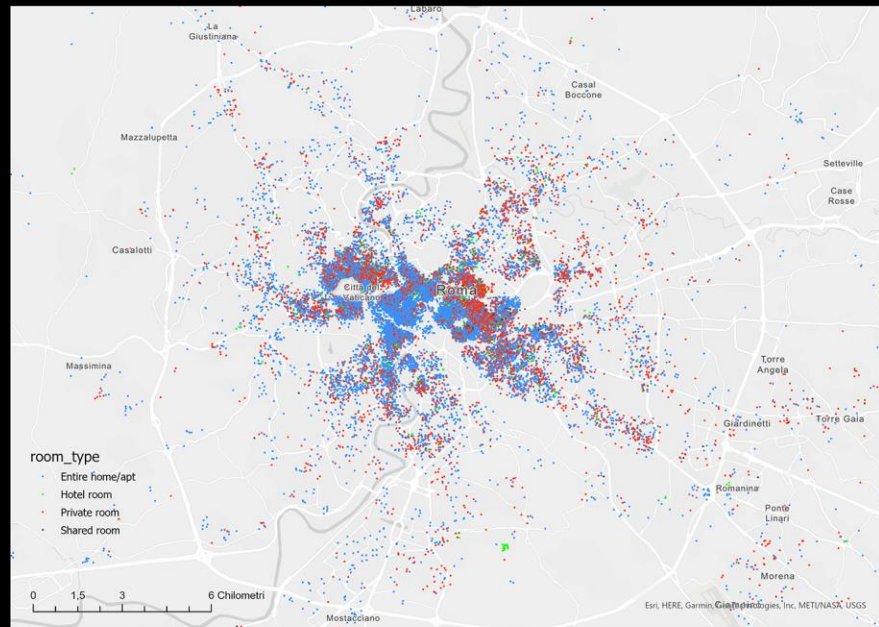 Labaro
La
Giustiniana
Casal
Boccone
Mazzalupetta
Setteville
Case
Rosse
Casalotti
Città del
Vaticano
Roma
Massimina
Torre
Angela
Giardinetti
Torre Gaia
room_type
Entire home/apt
Hotel room
Private room
Shared room
Romanina
Ponte
Linari
Morena
0 1,5 3 6 Chilometri
Esri, HERE, Garmin,
Technologies, Inc, METI/NASA, USGS
Mostacciano